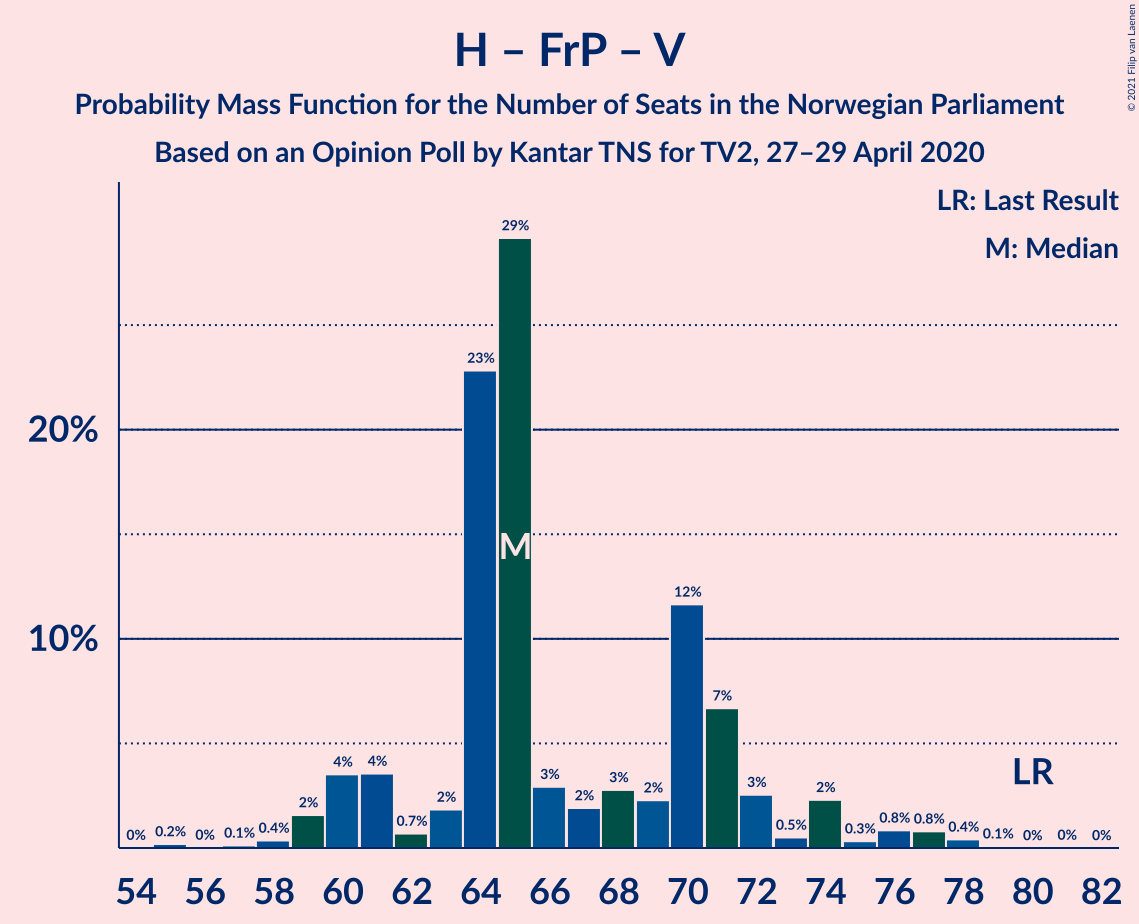 H – FrP – V
Probability Mass Function for the Number of Seats in the Norwegian Parliament
Based on an Opinion Poll by Kantar TNS for TV2, 27–29 April 2020
© 2021 Filip van Laenen
LR: Last Result
M: Median
20%
10%
0% 0.2% 0% 0.1% 0.4% 2% 4% 4% 0.7% 2% 23% 29% 3% 2% 3% 2% 12% 7% 3% 0.5% 2% 0.3% 0.8% 0.8% 0.4% 0.1% 0% 0% 0%
M
LR
54 56 58 60 62 64 66 68 70 72 74 76 78 80 82